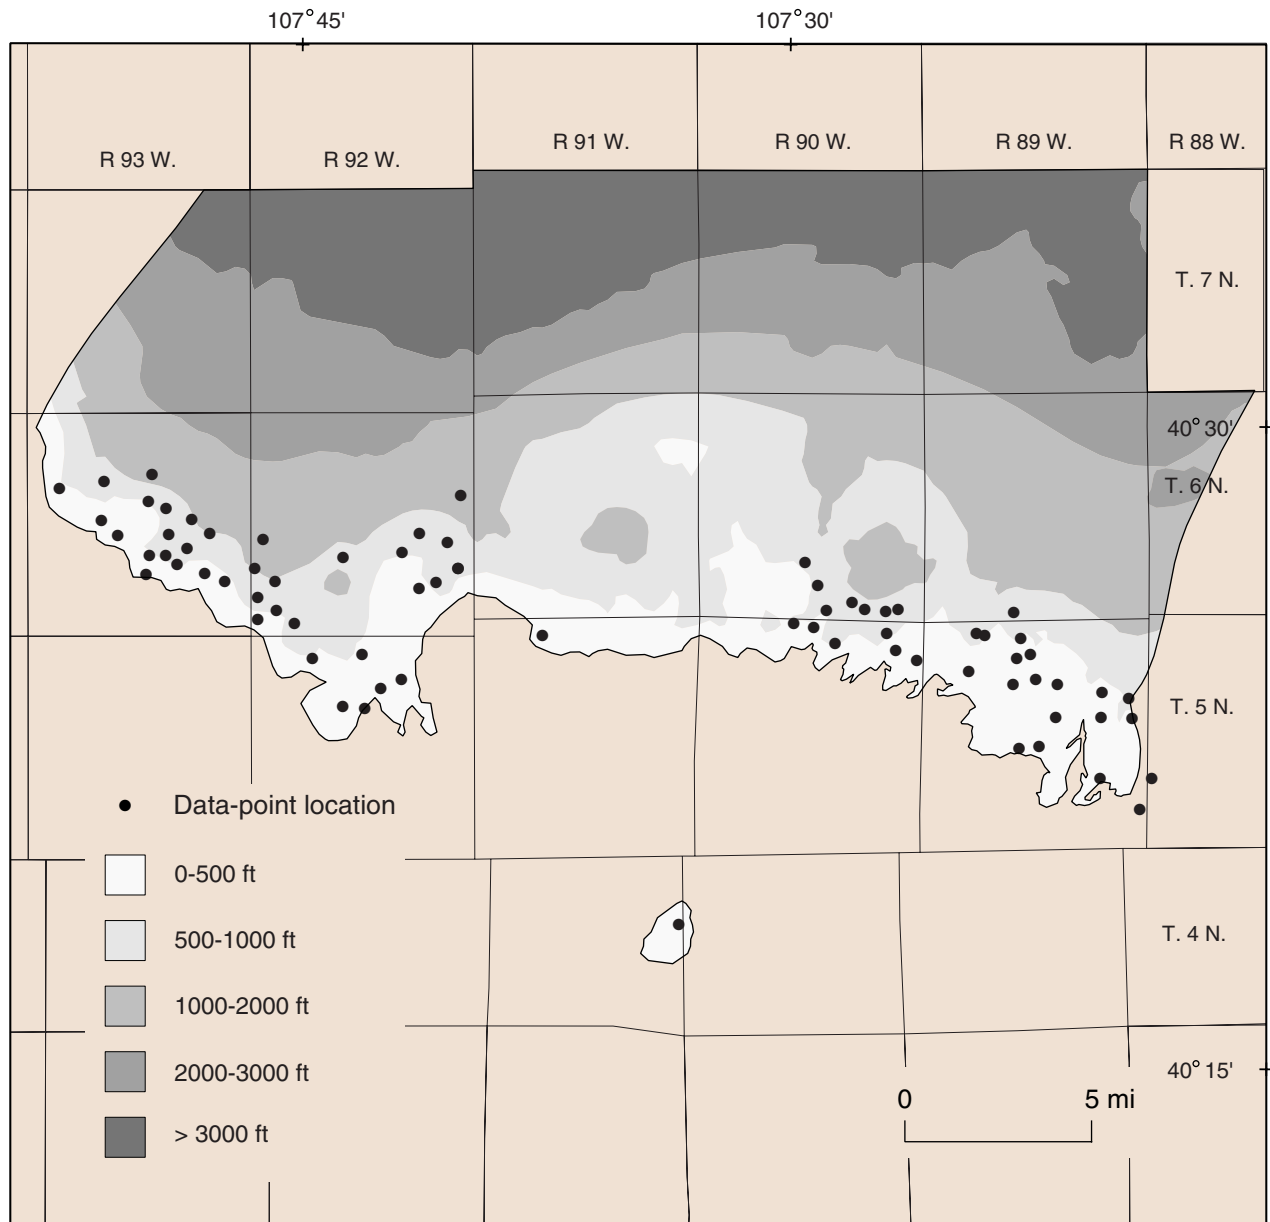 107°45'
107°30'
R 93 W.
R 92 W.
R 91 W.
R 90 W.
R 89 W.
R 88 W.
T. 7 N.
40°30'
T. 6 N.
T. 5 N.
Data-point location
0-500 ft
500-1000 ft
T. 4 N.
1000-2000 ft
2000-3000 ft
40°15'
0 5 mi
> 3000 ft